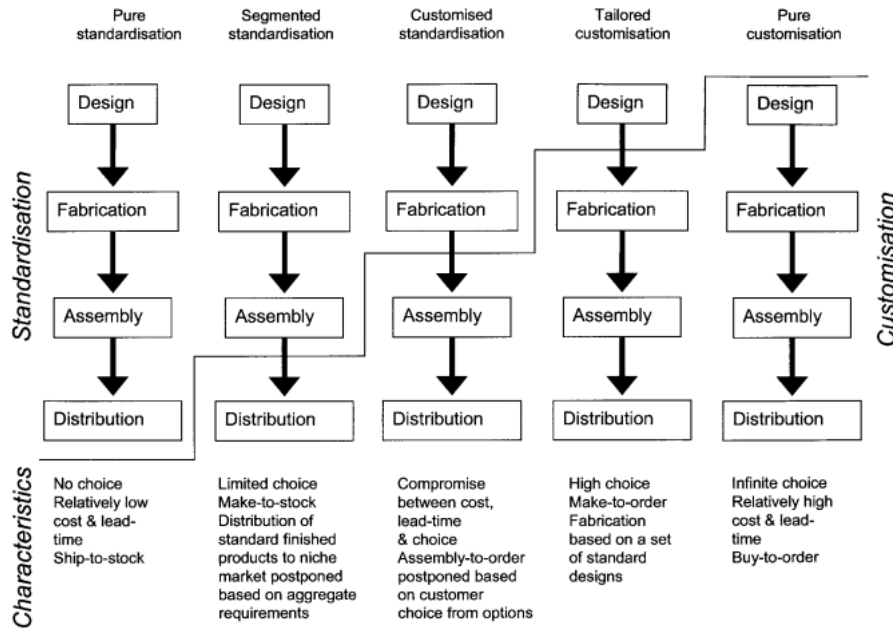 Pure
standardisation
Segmented
standardisation
Customised
standardisation
Tailored
customisation
Pure
customisation
Design
Design
Design
Design
Design
Fabrication
Fabrication
Fabrication
Fabrication
Fabrication
Assembly
Assembly
Assembly
Assembly
Assembly
Distribution
Distribution
Distribution
Distribution
Distribution
Standardisation
Customisation
Characteristics
No choice
Relatively low
cost & lead-
time
Ship-to-stock
Limited choice
Make-to-stock
Distribution of
standard finished
products to niche
market postponed
based on aggregate
requirements
Compromise
between cost,
lead-time
& choice
Assembly-to-order
postponed based
on customer
choice from options
High choice
Make-to-order
Fabrication
based on a set
of standard
designs
Infinite choice
Relatively high
cost & lead-
time
Buy-to-order